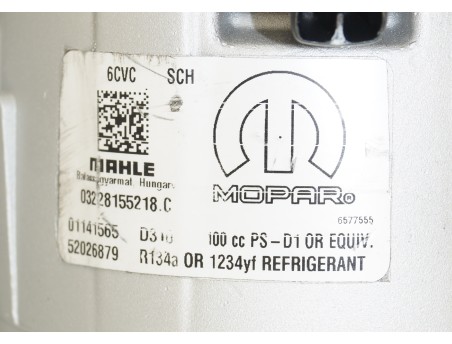 6CVC SCH
MAHLE
Balassagyarmat, Hungary
03228155218.C
MOPAR®
6577555
01141565 100 cc PS-D1 OR EQUIV.
52026879 R134a OR 1234yf REFRIGERANT